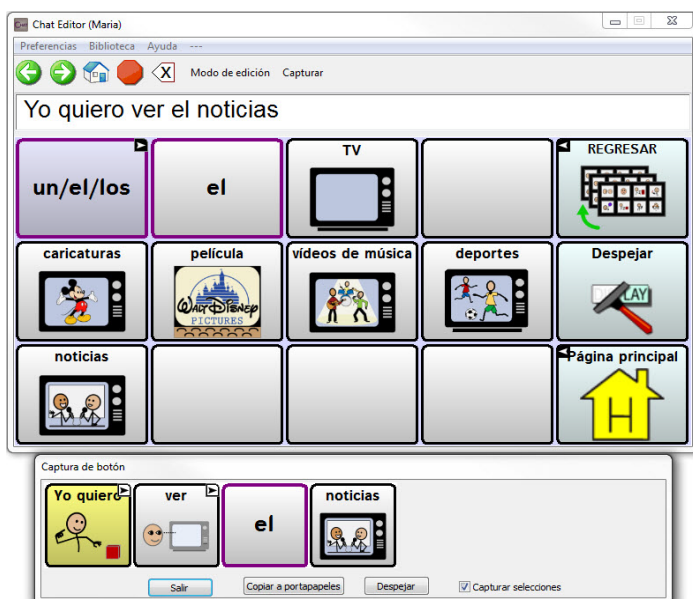 Chat Editor (Maria)
Preferencias Biblioteca Ayuda ---
X Modo de edición Capturar
Yo quiero ver el noticias
un/el/los el TV REGRESAR
caricaturas película vídeos de música deportes Despejar
WALT DISNEY
PICTURES
LAY
noticias Página principal
H
Captura de botón
Yo quiero ver el noticias
Salir Copiar a portapapeles Despejar Capturar selecciones